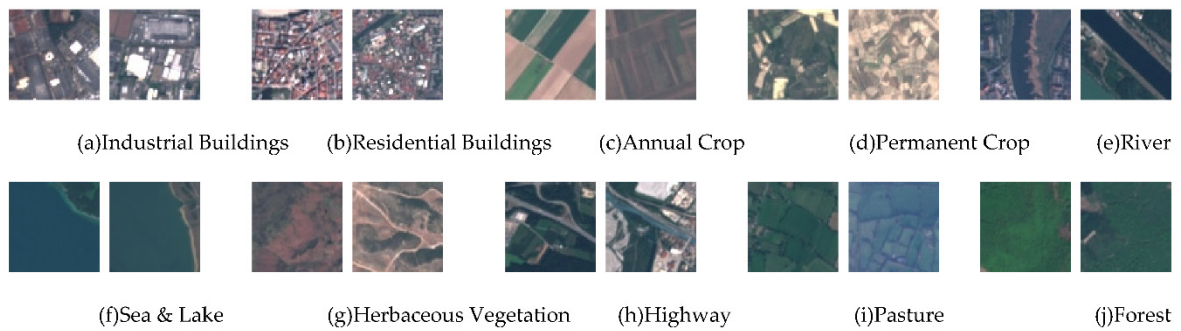 (a)Industrial Buildings (b)Residential Buildings (c)Annual Crop (d)Permanent Crop (e)River
(f)Sea & Lake (g)Herbaceous Vegetation (h)Highway (i)Pasture (j)Forest